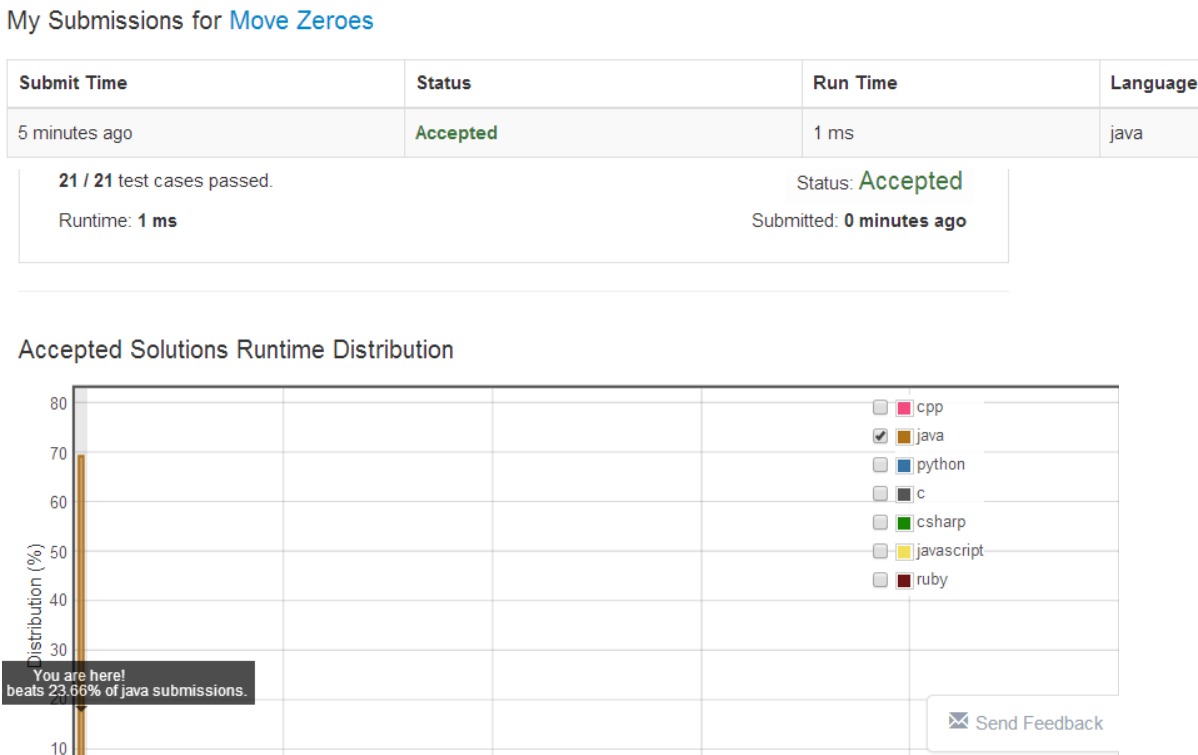 My Submissions for Move Zeroes
Submit Time Status Run Time Language
5 minutes ago Accepted 1 ms java
21 / 21 test cases passed. Status: Accepted
Runtime: 1 ms Submitted: 0 minutes ago
Accepted Solutions Runtime Distribution
80
70
60
50
40
30
20
10
Distribution (%)
cpp
java
python
c
csharp
javascript
ruby
You are here!
beats 23.66% of java submissions.
Send Feedback